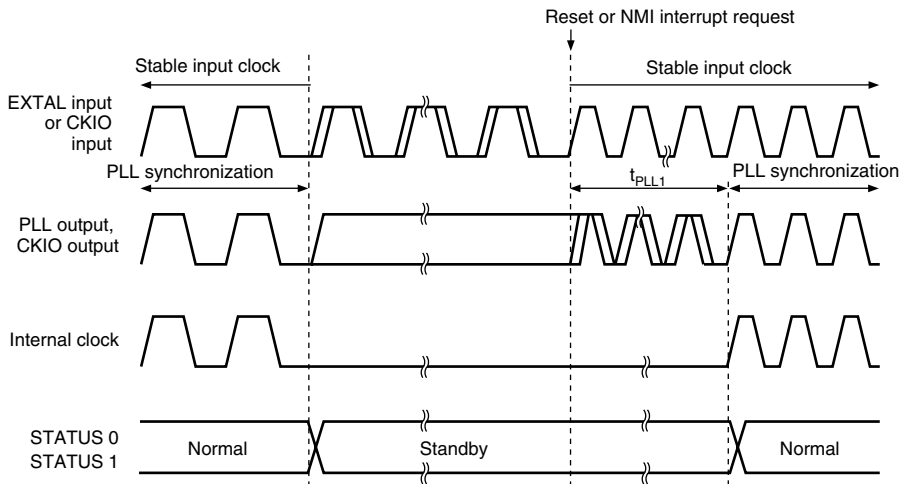 Reset or NMI interrupt request
Stable input clock
Stable input clock
EXTAL input
or CKIO
input
PLL synchronization
tPLL1
PLL synchronization
PLL output,
CKIO output
Internal clock
STATUS 0
STATUS 1
Normal
Standby
Normal